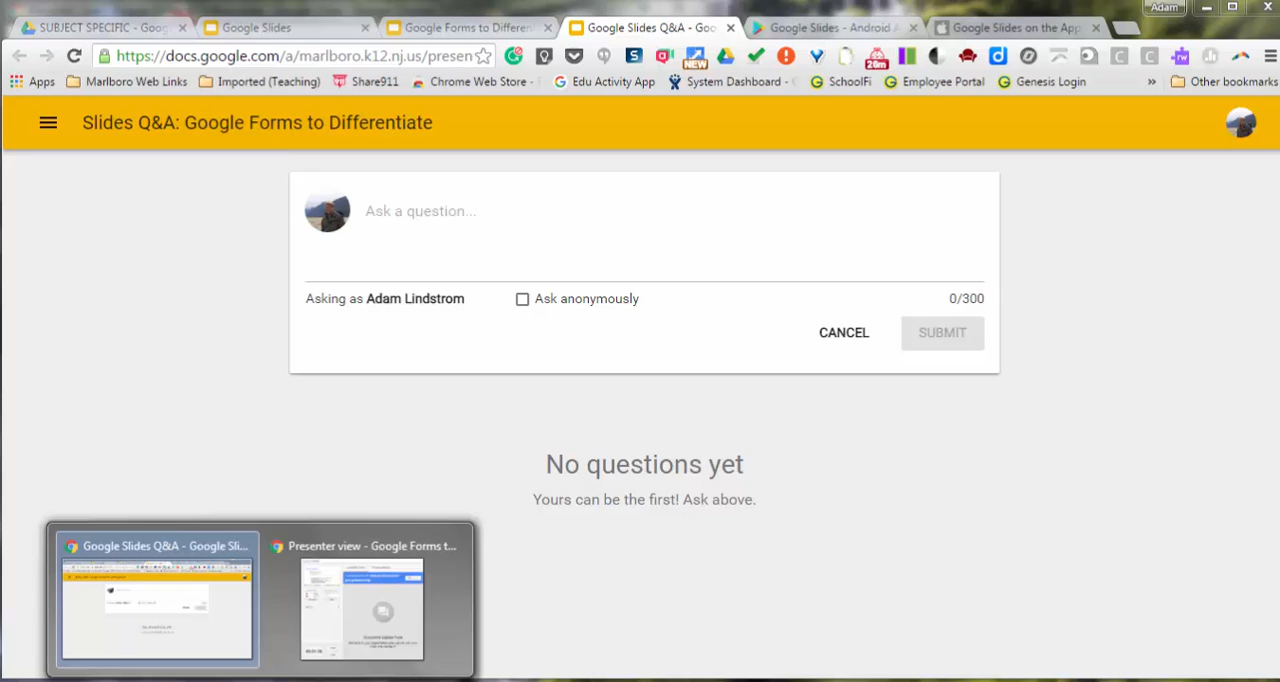 Adam
SUBJECT SPECIFIC - Goog
Google Slides
Google Forms to Differen
Google Slides Q&A - Goo
Google Slides - Android A
Google Slides on the App
https://docs.google.com/a/marlboro.k12.nj.us/presen
NEW
20m
Apps
Marlboro Web Links
Imported (Teaching)
Share911
Chrome Web Store -
Edu Activity App
System Dashboard -
SchoolFi
Employee Portal
Genesis Login
»
Other bookmarks
Slides Q&A: Google Forms to Differentiate
Ask a question...
Asking as Adam Lindstrom
Ask anonymously
0/300
CANCEL
SUBMIT
No questions yet
Yours can be the first! Ask above.
Google Slides Q&A - Google Sli...
Presenter view - Google Forms t...